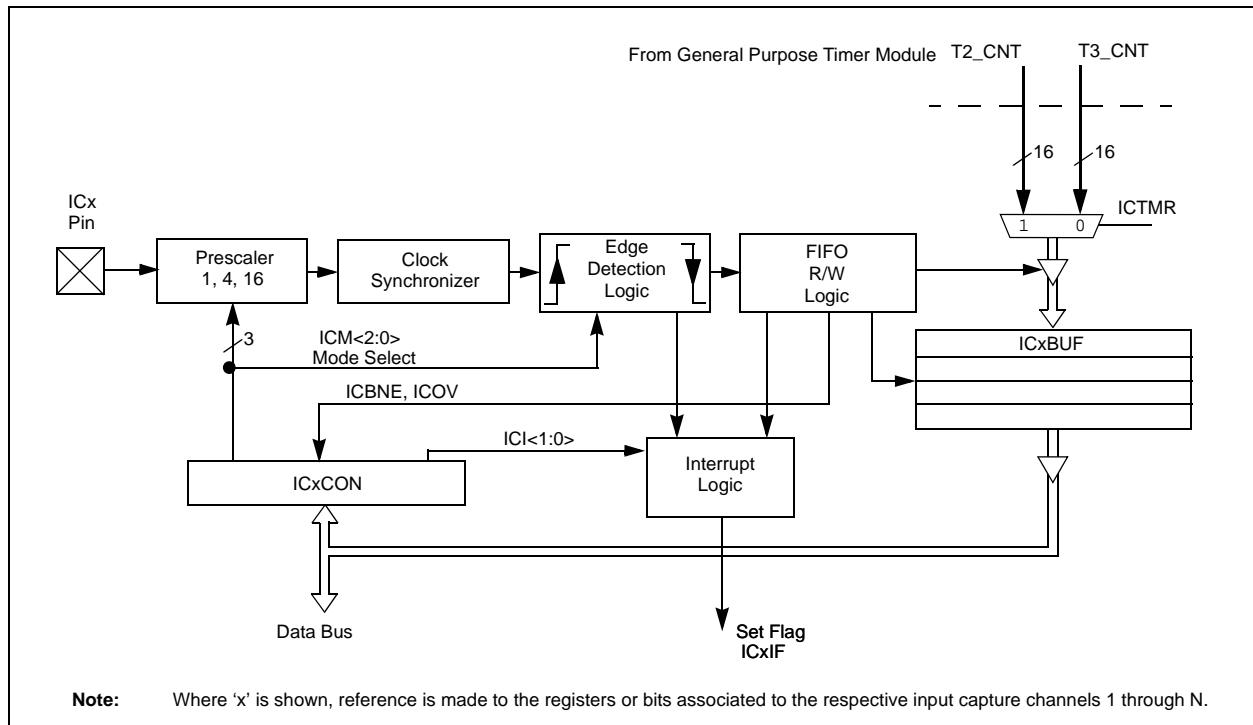 From General Purpose Timer Module T2_CNT T3_CNT
16 16
ICx
Pin
ICTMR
1 0
Prescaler
1, 4, 16
Clock
Synchronizer
Edge
Detection
Logic
FIFO
R/W
Logic
3
ICM<2:0>
Mode Select
ICxBUF
ICBNE, ICOV
ICI<1:0>
ICxCON
Interrupt
Logic
Data Bus
Set Flag
ICxIF
Note: Where ‘x’ is shown, reference is made to the registers or bits associated to the respective input capture channels 1 through N.